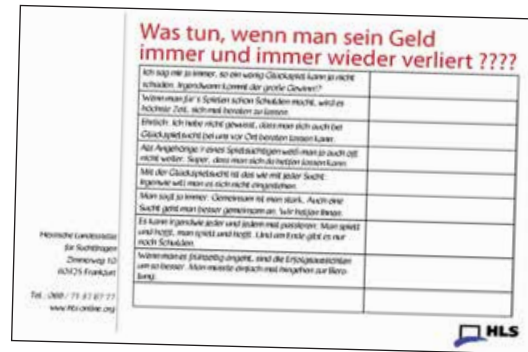 Was tun, wenn man sein Geld
immer und immer wieder verliert ????
Ich sag mir ja immer, so ein wenig Glücksspiel kann ja nicht
schaden. Irgendwann kommt der große Gewinn!?
Wenn man für's Spielen schon Schulden macht, wird es
höchste Zeit, sich mal beraten zu lassen.
Ehrlich: Ich habe nicht gewusst, dass man sich auch bei
Glücksspielsucht bei uns vor Ort beraten lassen kann.
Als Angehörige/r eines Spielsüchtigen weiß man ja auch oft
nicht weiter. Super, dass man sich da helfen lassen kann.
Mit der Glücksspielsucht ist das wie mit jeder Sucht:
Irgenwie will man es sich nicht eingestehen.
Man sagt ja immer: Gemeinsam ist man stark. Auch eine
Sucht geht man besser gemeinsam an. Wir helfen Ihnen.
Es kann irgendwie jeder und jedem mal passieren: Man spielt
und hofft, man spielt und hofft. Und am Ende gibt es nur
noch Schulden.
Wenn man es frühzeitig angeht, sind die Erfolgsaussichten
um so besser. Man müsste einfach mal hingehen zur Bera-
tung.
Hessische Landesstelle
für Suchtfragen
Zimmerweg 10
60325 Frankfurt
Tel.: 069 / 71 37 67 77
www.hls-online.org
HLS